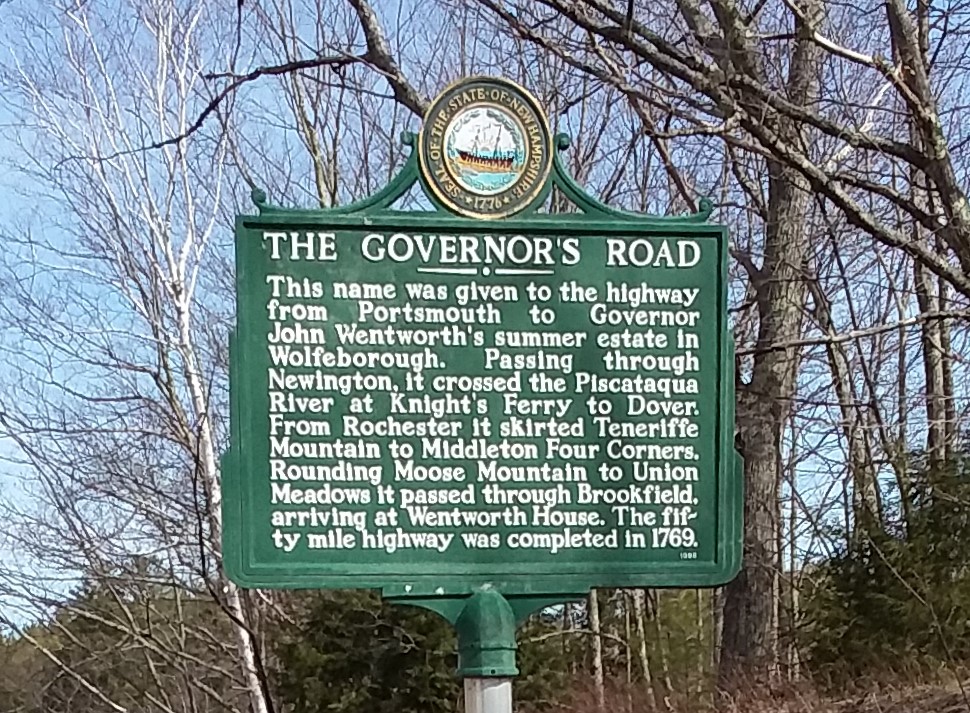 SEAL·OF·THE·STATE·OF·NEW HAMPSHIRE
1776
THE GOVERNOR'S ROAD
This name was given to the highway
from Portsmouth to Governor
John Wentworth's summer estate in
Wolfeborough. Passing through
Newington, it crossed the Piscataqua
River at Knight's Ferry to Dover.
From Rochester it skirted Teneriffe
Mountain to Middleton Four Corners.
Rounding Moose Mountain to Union
Meadows it passed through Brookfield,
arriving at Wentworth House. The fif-
ty mile highway was completed in 1769.